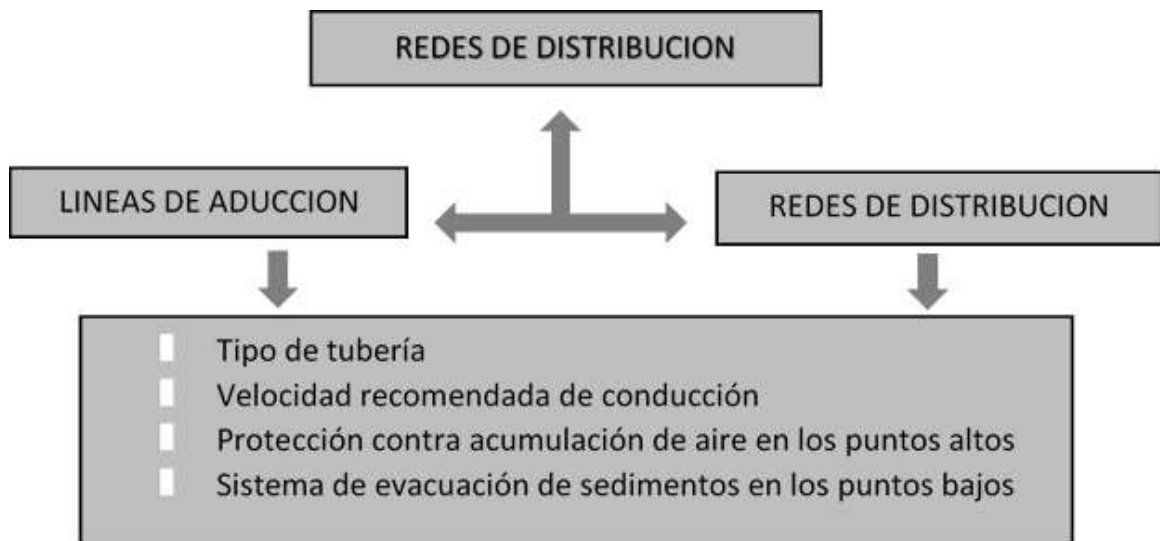 REDES DE DISTRIBUCION
LINEAS DE ADUCCION
REDES DE DISTRIBUCION
Tipo de tubería
Velocidad recomendada de conducción
Protección contra acumulación de aire en los puntos altos
Sistema de evacuación de sedimentos en los puntos bajos